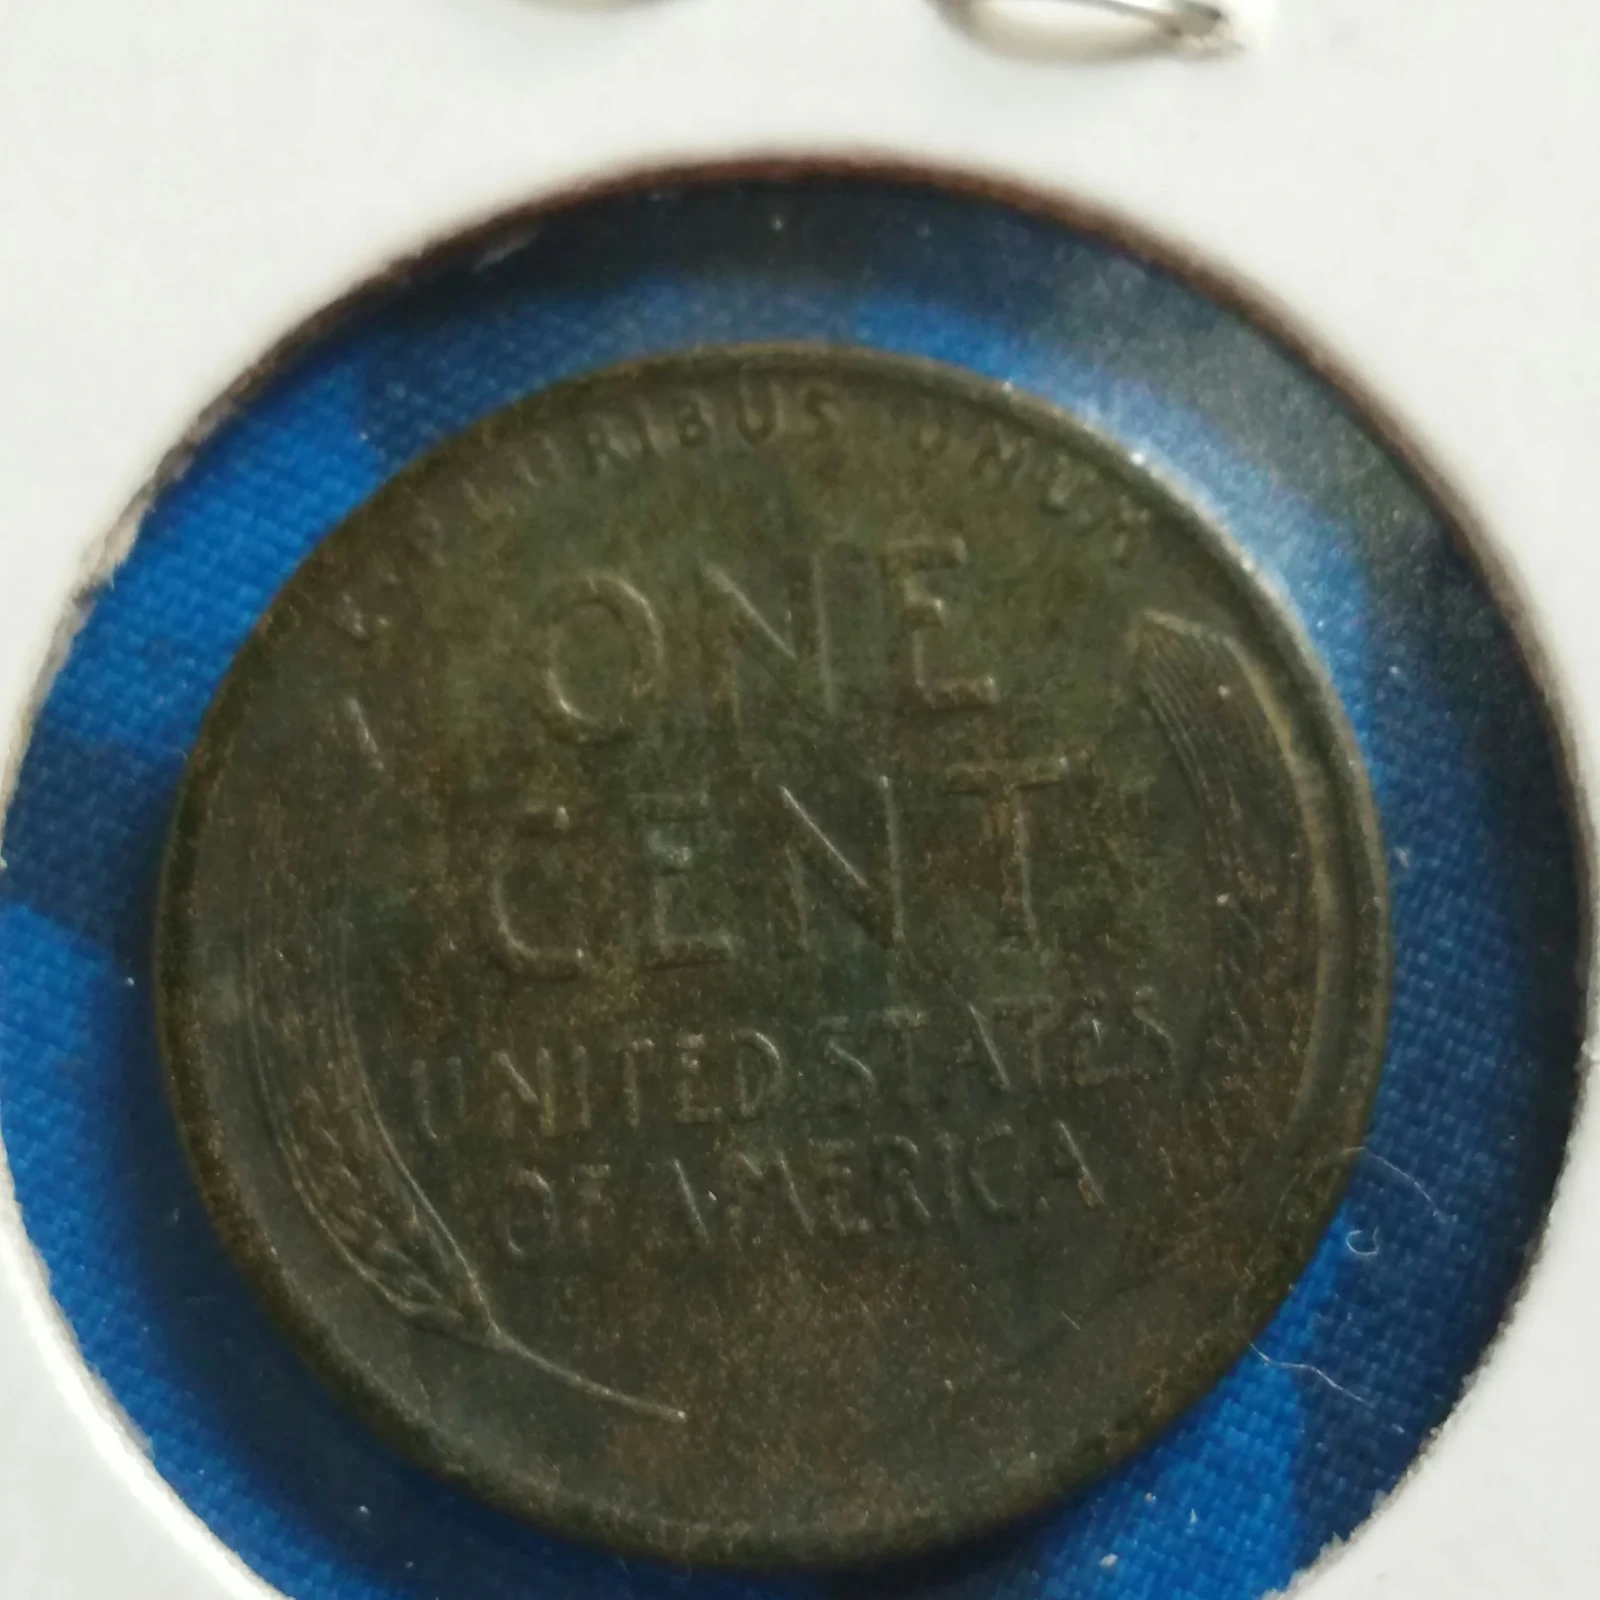 E PLURIBUS UNUM
ONE
CENT
UNITED STATES
OF AMERICA